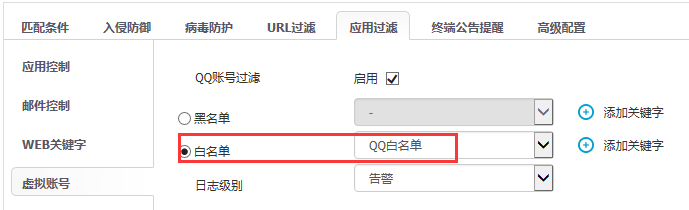 匹配条件 入侵防御 病毒防护 URL过滤 应用过滤 终端公告提醒 高级配置
应用控制
邮件控制
WEB关键字
虚拟账号
QQ账号过滤 启用
黑名单 - 添加关键字
白名单 QQ白名单 添加关键字
日志级别 告警